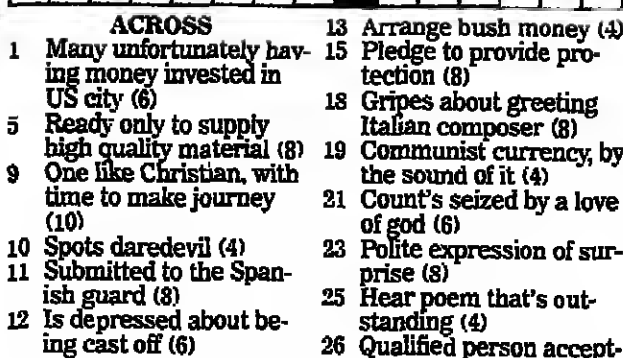 ACROSS
1 Many unfortunately hav-
ing money invested in
US city (6)
5 Ready only to supply
high quality material (8)
9 One like Christian, with
time to make journey
(10)
10 Spots daredevil (4)
11 Submitted to the Span-
ish guard (8)
12 Is depressed about be-
ing cast off (6)
13 Arrange bush money (4)
15 Pledge to provide pro-
tection (8)
18 Gripes about greeting
Italian composer (8)
19 Communist currency, by
the sound of it (4)
21 Count's seized by a love
of god (6)
23 Polite expression of sur-
prise (8)
25 Hear poem that's out-
standing (4)
26 Qualified person accept-